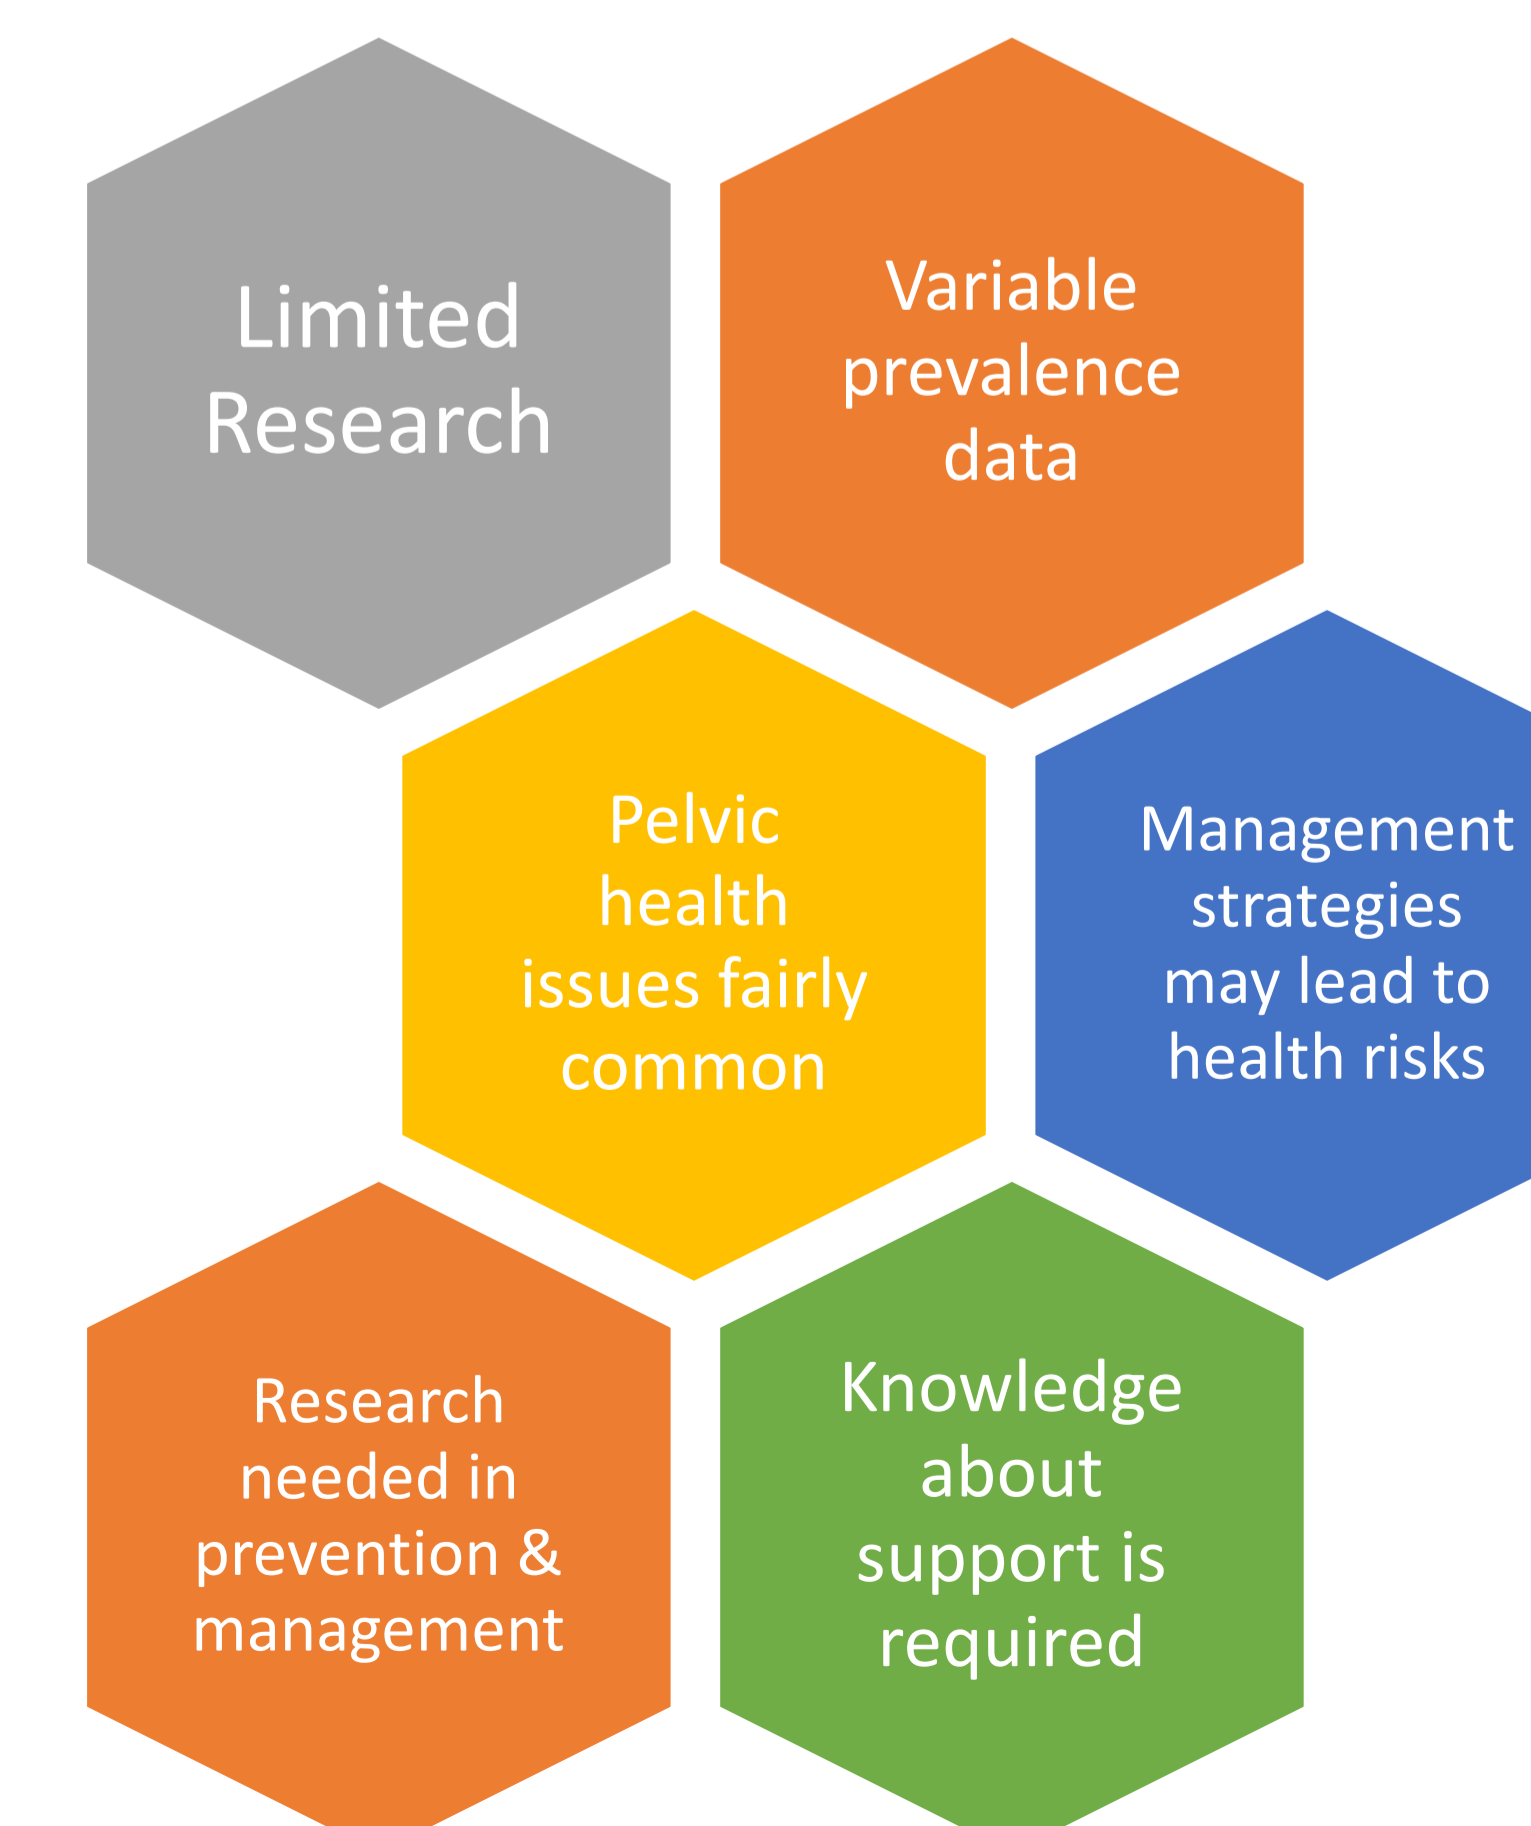 Limited
Research
Variable
prevalence
data
Pelvic
health
issues fairly
common
Management
strategies
may lead to
health risks
Research
needed in
prevention &
management
Knowledge
about
support is
required